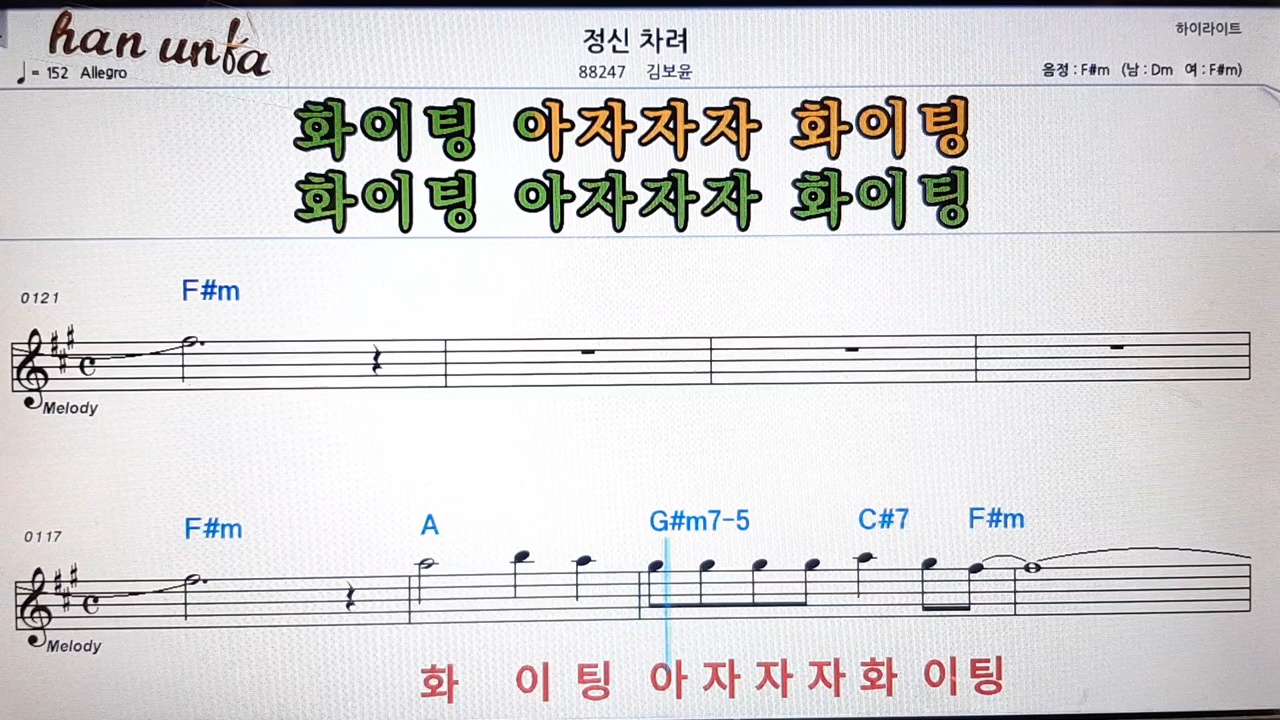 han unfa
정신 차려
하이라이트
♩= 152 Allegro
88247 김보윤
음정 : F#m (남 : Dm 여 : F#m)
화이팅 아자자자 화이팅
화이팅 아자자자 화이팅
0121
F#m
Melody
0117
F#m A G#m7-5 C#7 F#m
Melody
화 이 팅 아 자 자 자 화 이 팅